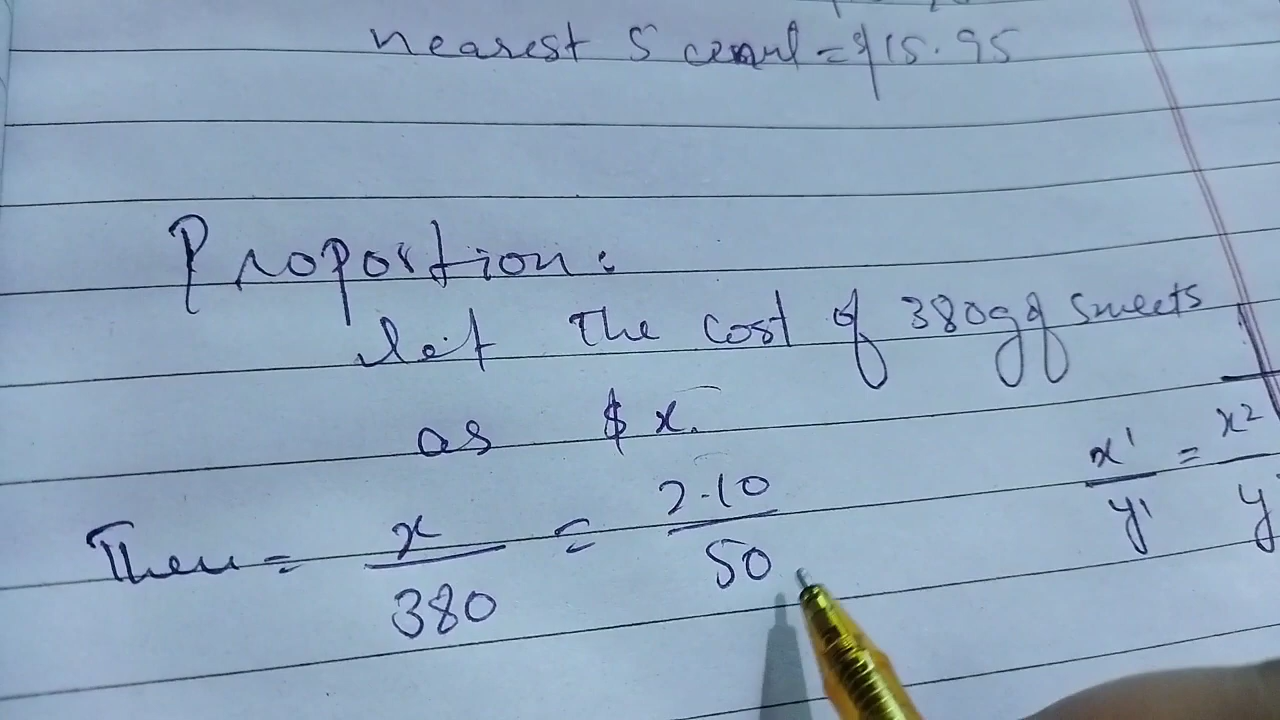 nearest 5 cent = $15.95
Proportion:
let the cost of 380g of sweets
as $ x.
Then = x/380 = 2.10/50
x1/y1 = x2/y